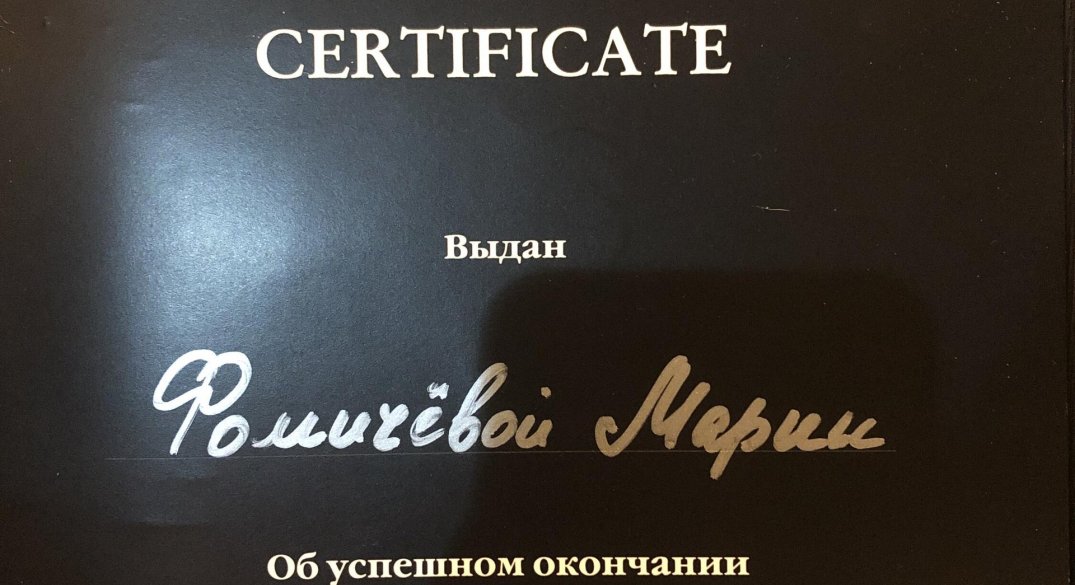 CERTIFICATE
Выдан
Фомичёвой Марии
Об успешном окончании